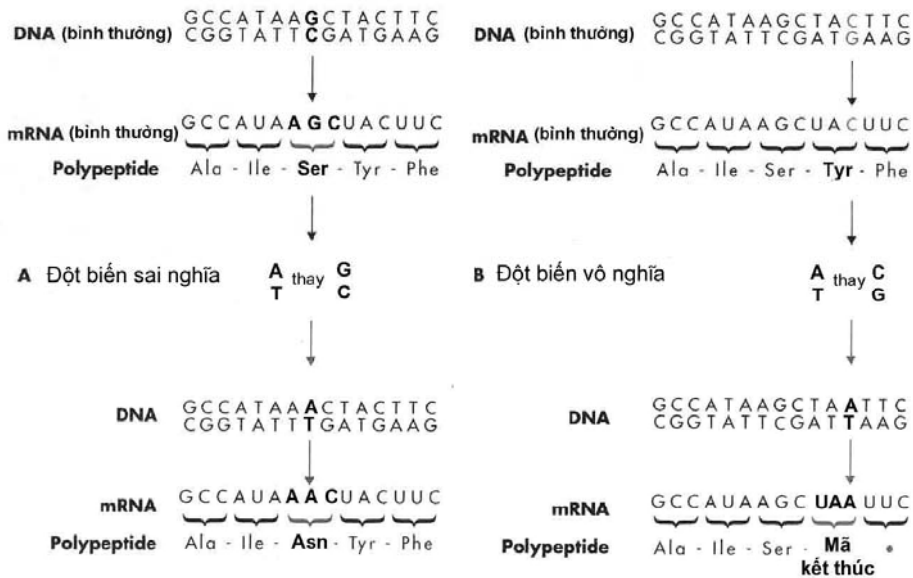 GCCATAAGCTACTTC
DNA (bình thường) CGGTATTCGATGAAG
mRNA (bình thường) GCCAUAAGCUACUUC
Polypeptide Ala - Ile - Ser - Tyr - Phe
A Đột biến sai nghĩa A thay G
T C
GCCATAAACTACTTC
DNA CGGTATTTGATGAAG
mRNA GCCAUAAACUACUUC
Polypeptide Ala - Ile - Asn - Tyr - Phe
GCCATAAGCTACTTC
DNA (bình thường) CGGTATTCGATGAAG
mRNA (bình thường) GCCAUAAGCUACUUC
Polypeptide Ala - Ile - Ser - Tyr - Phe
B Đột biến vô nghĩa A thay C
T G
GCCATAAGCTAATTC
DNA CGGTATTCGATTAAG
mRNA GCCAUAAGC UAA UUC
Polypeptide Ala - Ile - Ser - Mã
kết thúc